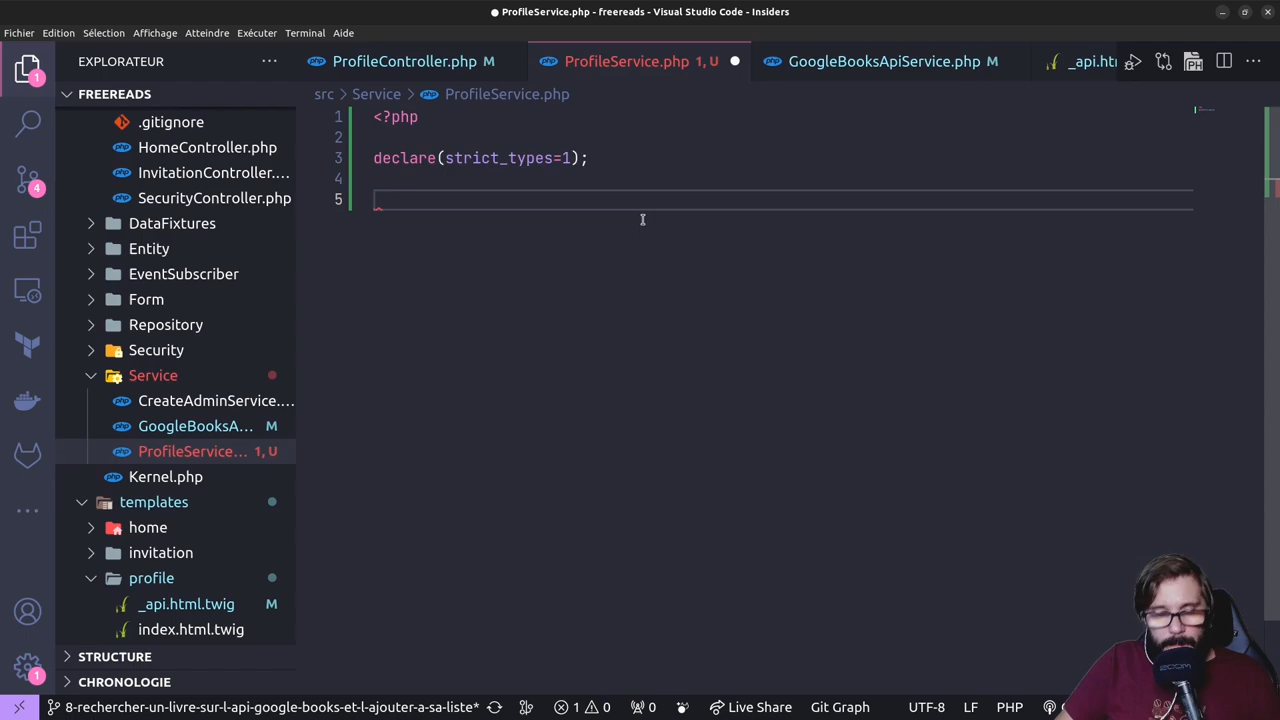 ProfileService.php - freereads - Visual Studio Code - Insiders
Fichier Edition Sélection Affichage Atteindre Exécuter Terminal Aide
EXPLORATEUR
ProfileController.php M
ProfileService.php 1, U
GoogleBooksApiService.php M
_api.ht
FREEREADS
src > Service > ProfileService.php
.gitignore
HomeController.php
InvitationController....
SecurityController.php
DataFixtures
Entity
EventSubscriber
Form
Repository
Security
Service
CreateAdminService....
GoogleBooksA... M
ProfileService... 1, U
Kernel.php
templates
home
invitation
profile
_api.html.twig M
index.html.twig
STRUCTURE
CHRONOLOGIE
1 <?php
2
3 declare(strict_types=1);
4
5
1
4
1
8-rechercher-un-livre-sur-l-api-google-books-et-l-ajouter-a-sa-liste* 1 0 0 Live Share Git Graph UTF-8 LF PHP